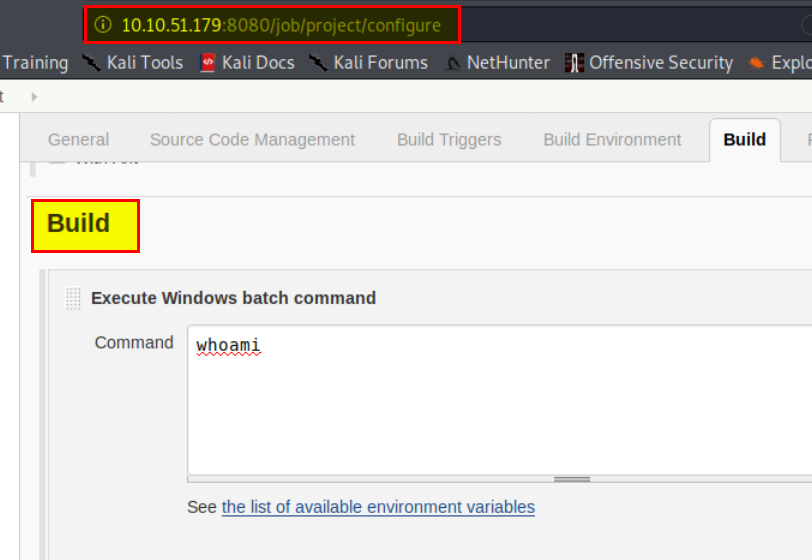 10.10.51.179:8080/job/project/configure
Training Kali Tools Kali Docs Kali Forums NetHunter Offensive Security
General Source Code Management Build Triggers Build Environment Build
Build
Execute Windows batch command
Command whoami
See the list of available environment variables